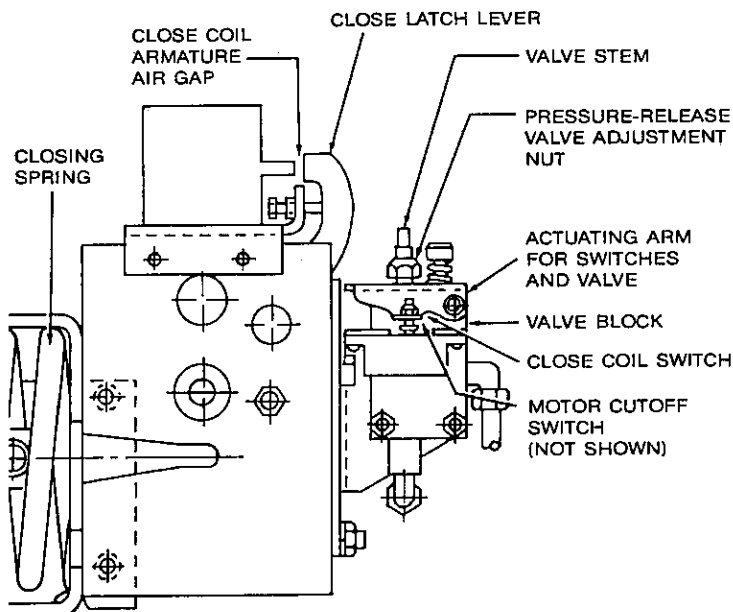 CLOSE LATCH LEVER
CLOSE COIL
ARMATURE
AIR GAP
VALVE STEM
PRESSURE-RELEASE
VALVE ADJUSTMENT
NUT
CLOSING
SPRING
ACTUATING ARM
FOR SWITCHES
AND VALVE
VALVE BLOCK
CLOSE COIL SWITCH
MOTOR CUTOFF
SWITCH
(NOT SHOWN)